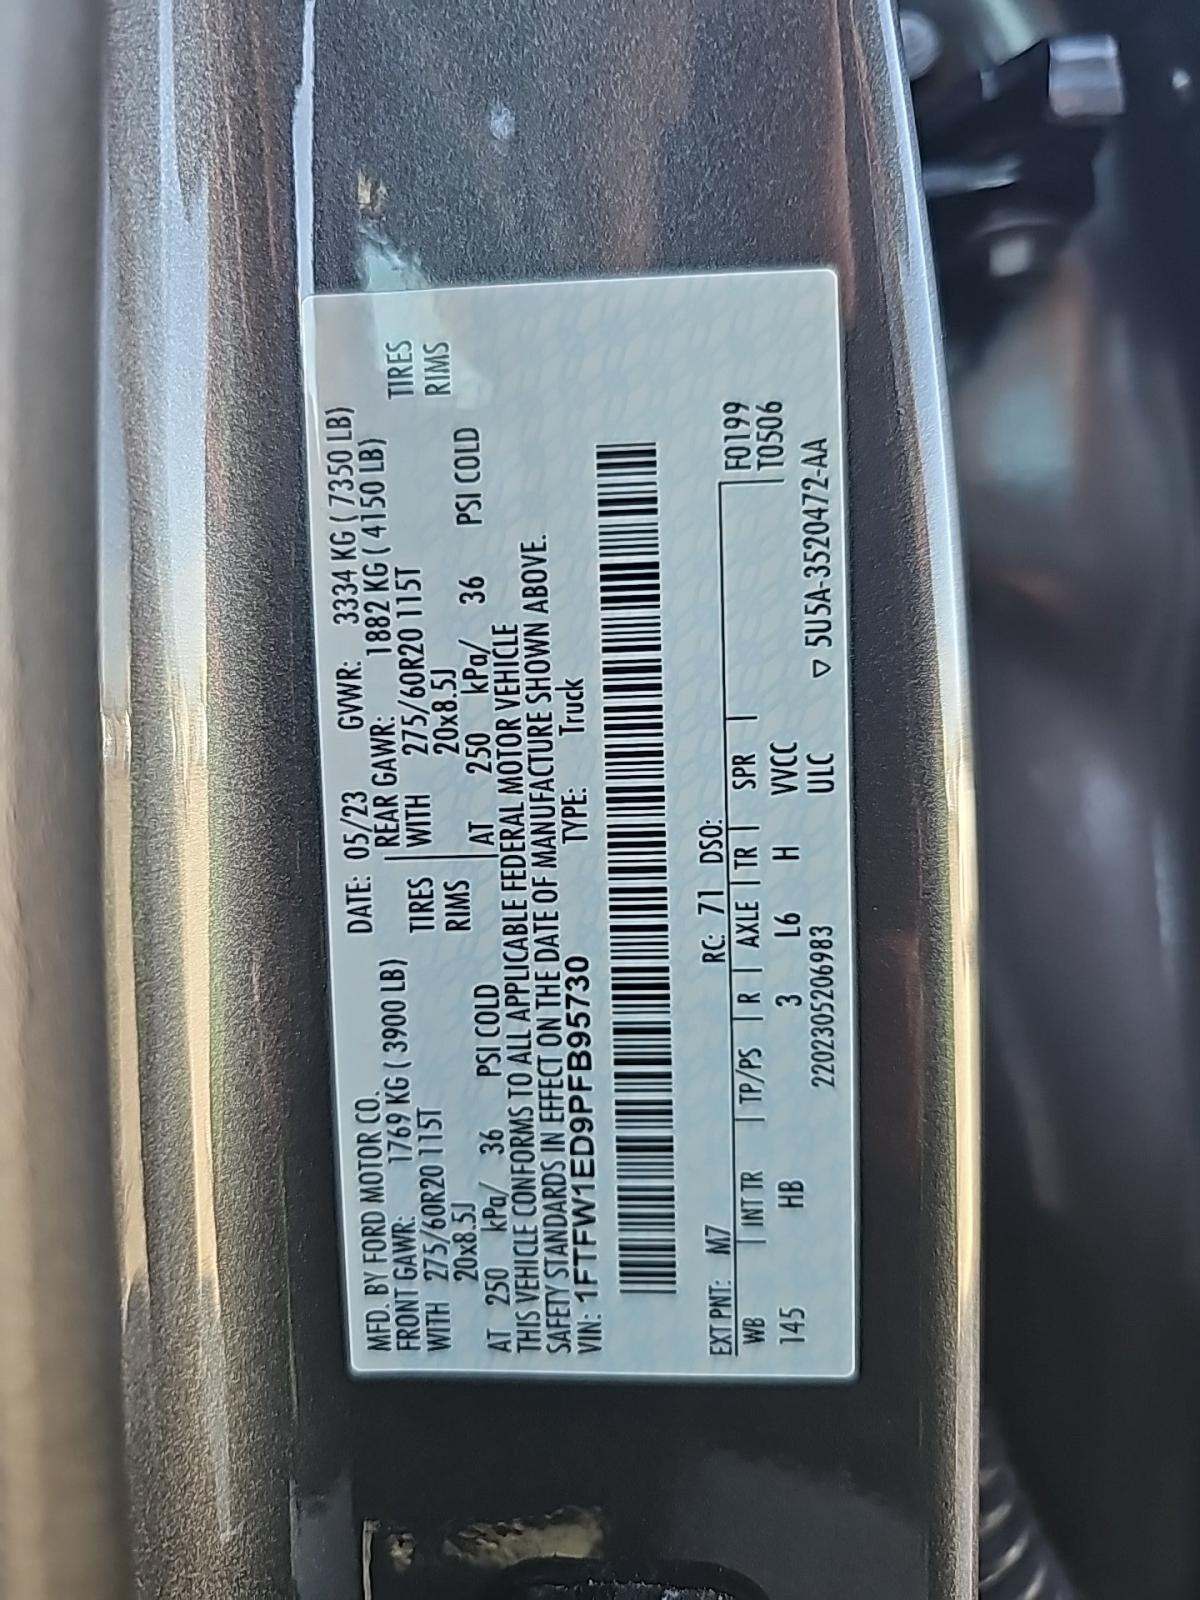 MFD. BY FORD MOTOR CO. DATE: 05/23 GVWR: 3334 KG ( 7350 LB)
FRONT GAWR: 1769 KG ( 3900 LB) REAR GAWR: 1882 KG ( 4150 LB)
WITH 275/60R20 115T TIRES WITH 275/60R20 115T TIRES
20x8.5J RIMS 20x8.5J RIMS
AT 250 kPa/ 36 PSI COLD AT 250 kPa/ 36 PSI COLD
THIS VEHICLE CONFORMS TO ALL APPLICABLE FEDERAL MOTOR VEHICLE
SAFETY STANDARDS IN EFFECT ON THE DATE OF MANUFACTURE SHOWN ABOVE.
VIN: 1FTFW1ED9PFB95730 TYPE: Truck
EXT PNT: M7 RC: 71 DSO: F0199
WB INT TR TP/PS R AXLE TR SPR T0506
145 HB 3 L6 H VVCC
2202305206983 ULC ▽ 5U5A-3520472-AA